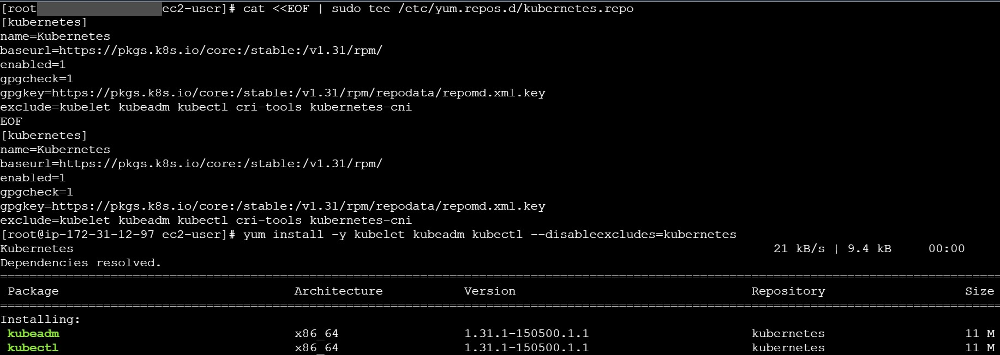 [root ec2-user]# cat <<EOF | sudo tee /etc/yum.repos.d/kubernetes.repo
[kubernetes]
name=Kubernetes
baseurl=https://pkgs.k8s.io/core:/stable:/v1.31/rpm/
enabled=1
gpgcheck=1
gpgkey=https://pkgs.k8s.io/core:/stable:/v1.31/rpm/repodata/repomd.xml.key
exclude=kubelet kubeadm kubectl cri-tools kubernetes-cni
EOF
[kubernetes]
name=Kubernetes
baseurl=https://pkgs.k8s.io/core:/stable:/v1.31/rpm/
enabled=1
gpgcheck=1
gpgkey=https://pkgs.k8s.io/core:/stable:/v1.31/rpm/repodata/repomd.xml.key
exclude=kubelet kubeadm kubectl cri-tools kubernetes-cni
[root@ip-172-31-12-97 ec2-user]# yum install -y kubelet kubeadm kubectl --disableexcludes=kubernetes
Kubernetes 21 kB/s | 9.4 kB 00:00
Dependencies resolved.
Package Architecture Version Repository Size
Installing:
kubeadm x86_64 1.31.1-150500.1.1 kubernetes 11 M
kubectl x86_64 1.31.1-150500.1.1 kubernetes 11 M